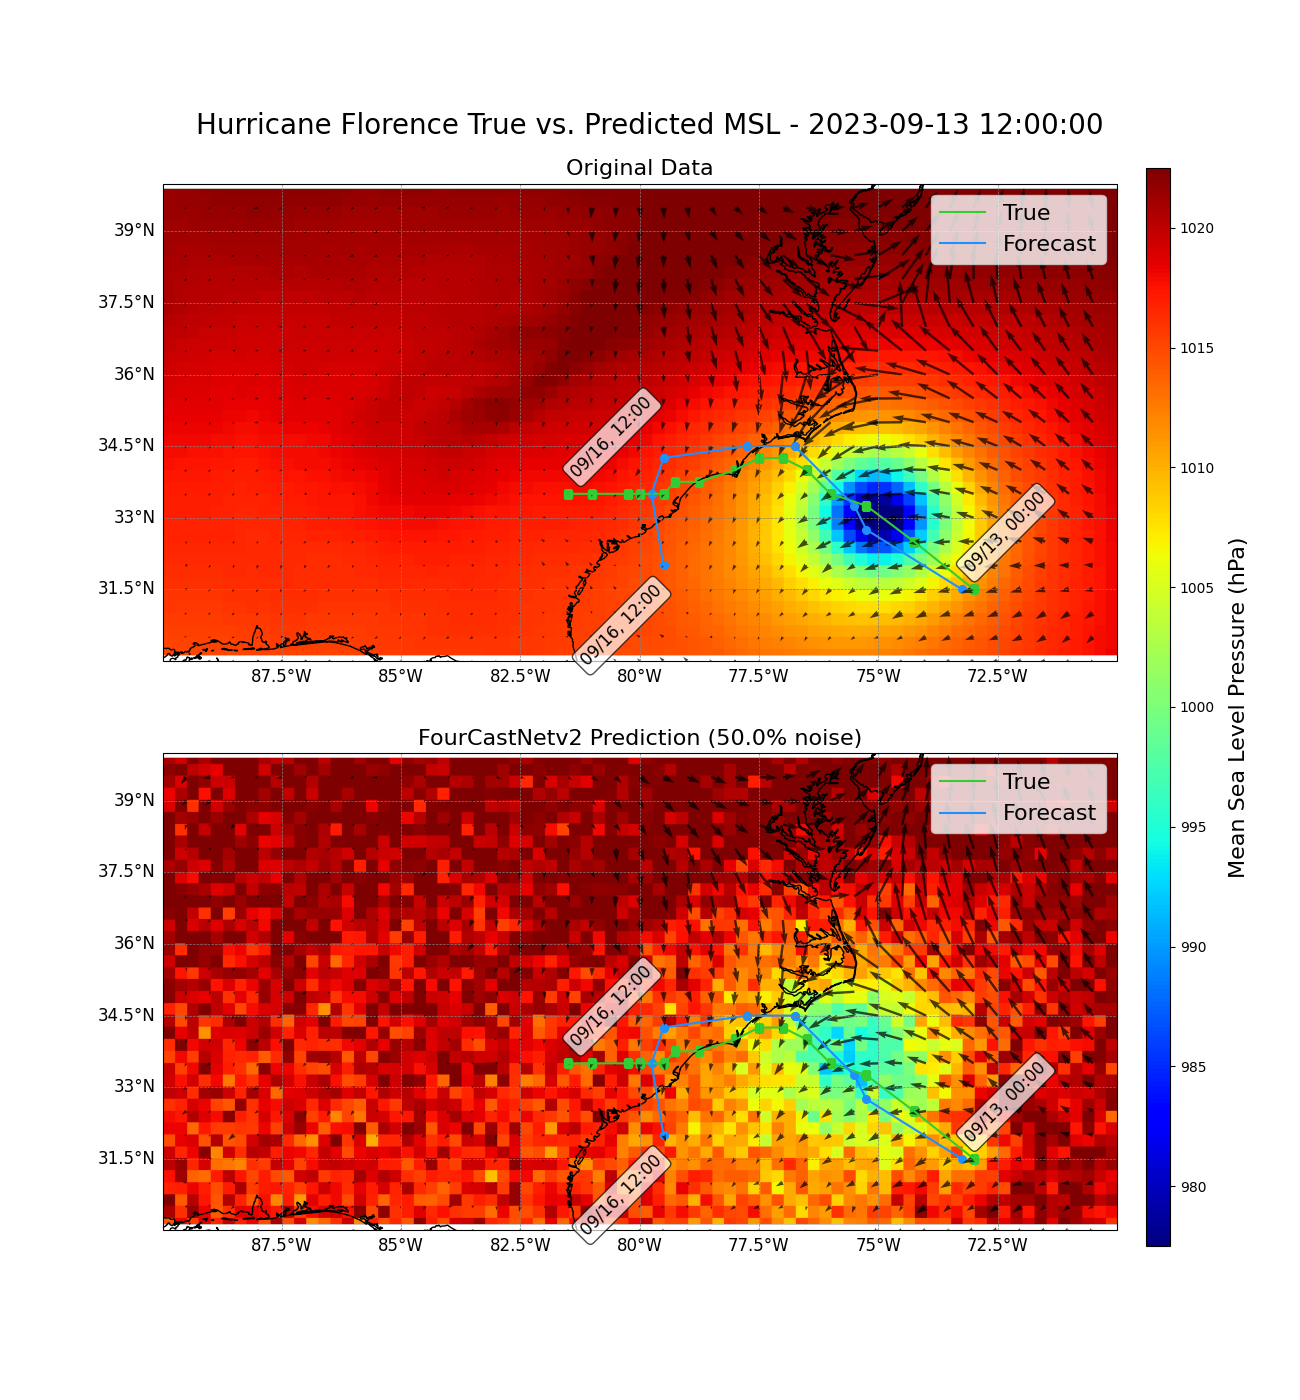 Hurricane Florence True vs. Predicted MSL - 2023-09-13 12:00:00
Original Data
True
Forecast
39°N
37.5°N
36°N
34.5°N
33°N
31.5°N
09/16, 12:00
09/13, 00:00
09/16, 12:00
87.5°W 85°W 82.5°W 80°W 77.5°W 75°W 72.5°W
FourCastNetv2 Prediction (50.0% noise)
True
Forecast
39°N
37.5°N
36°N
34.5°N
33°N
31.5°N
09/16, 12:00
09/13, 00:00
09/16, 12:00
87.5°W 85°W 82.5°W 80°W 77.5°W 75°W 72.5°W
1020
1015
1010
1005
1000
995
990
985
980
Mean Sea Level Pressure (hPa)